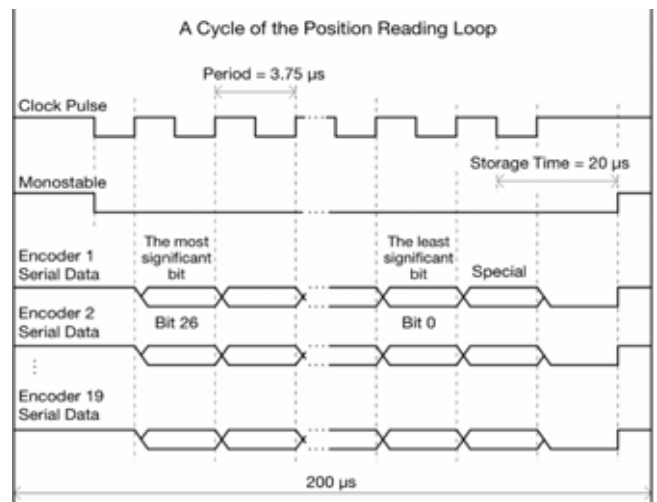 A Cycle of the Position Reading Loop
Period = 3.75 µs
Clock Pulse
Storage Time = 20 µs
Monostable
The most
significant
bit
The least
significant
bit
Special
Encoder 1
Serial Data
Bit 26
Bit 0
Encoder 2
Serial Data
Encoder 19
Serial Data
200 µs